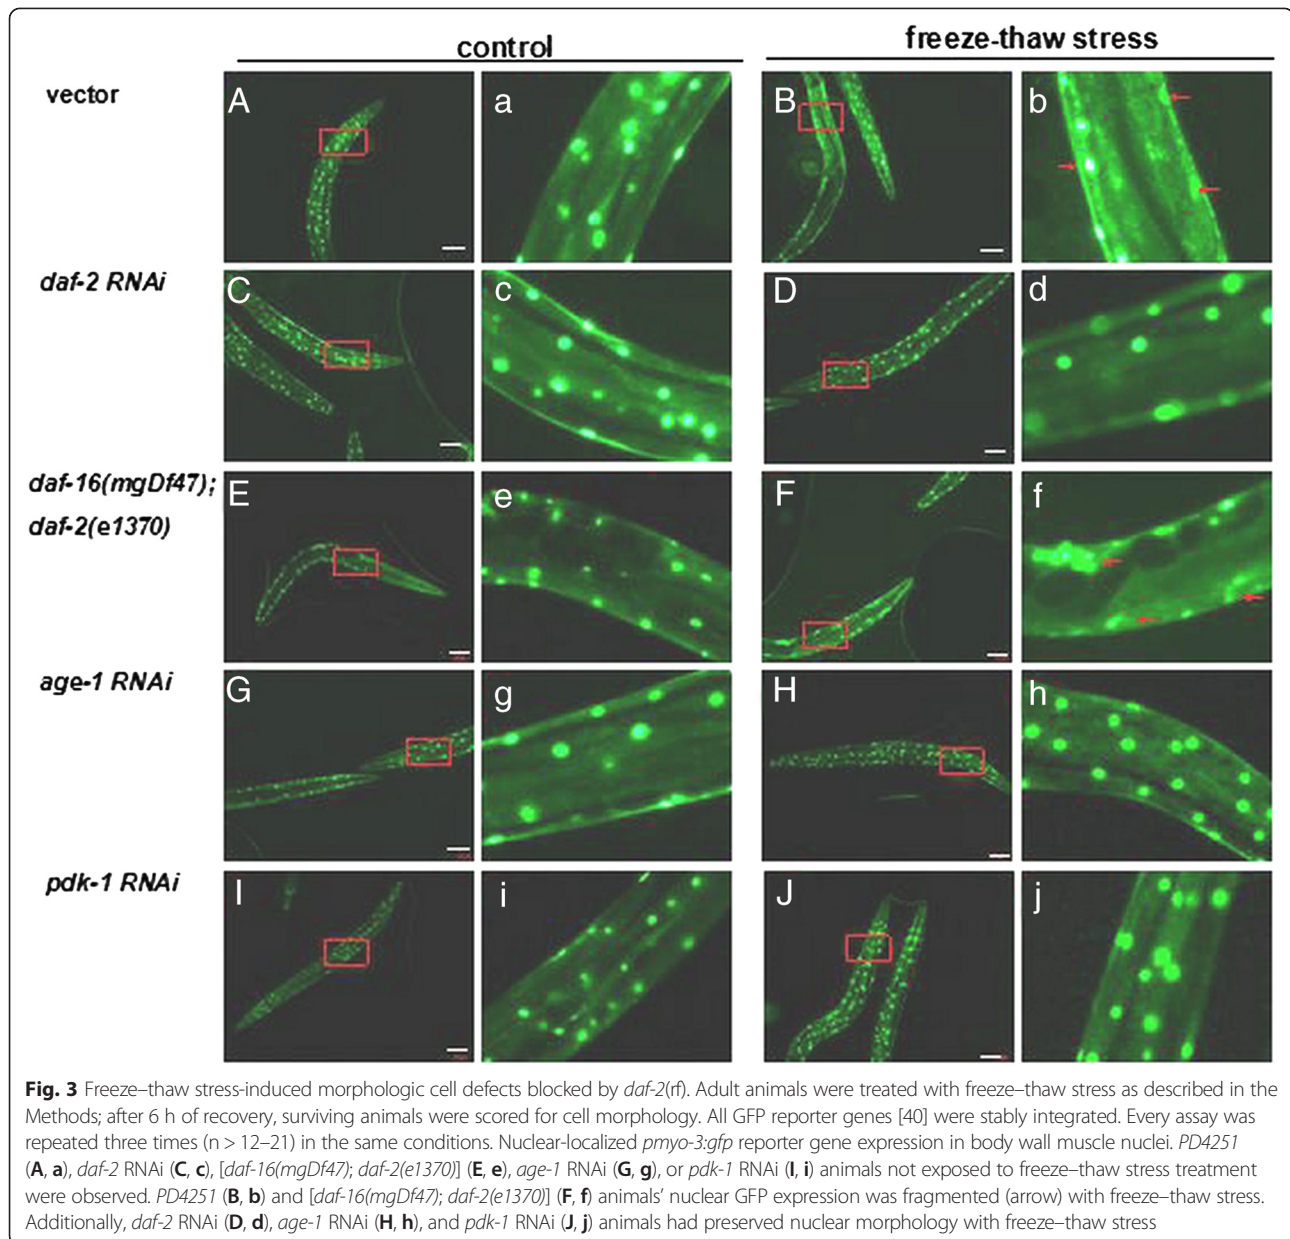 control
freeze-thaw stress
vector
A
a
B
b
daf-2 RNAi
C
c
D
d
daf-16(mgDf47);
daf-2(e1370)
E
e
F
f
age-1 RNAi
G
g
H
h
pdk-1 RNAi
I
i
J
j
Fig. 3 Freeze–thaw stress-induced morphologic cell defects blocked by daf-2(rf). Adult animals were treated with freeze–thaw stress as described in the
Methods; after 6 h of recovery, surviving animals were scored for cell morphology. All GFP reporter genes [40] were stably integrated. Every assay was
repeated three times (n > 12–21) in the same conditions. Nuclear-localized pmyo-3:gfp reporter gene expression in body wall muscle nuclei. PD4251
(A, a), daf-2 RNAi (C, c), [daf-16(mgDf47); daf-2(e1370)] (E, e), age-1 RNAi (G, g), or pdk-1 RNAi (I, i) animals not exposed to freeze–thaw stress treatment
were observed. PD4251 (B, b) and [daf-16(mgDf47); daf-2(e1370)] (F, f) animals' nuclear GFP expression was fragmented (arrow) with freeze–thaw stress.
Additionally, daf-2 RNAi (D, d), age-1 RNAi (H, h), and pdk-1 RNAi (J, j) animals had preserved nuclear morphology with freeze–thaw stress